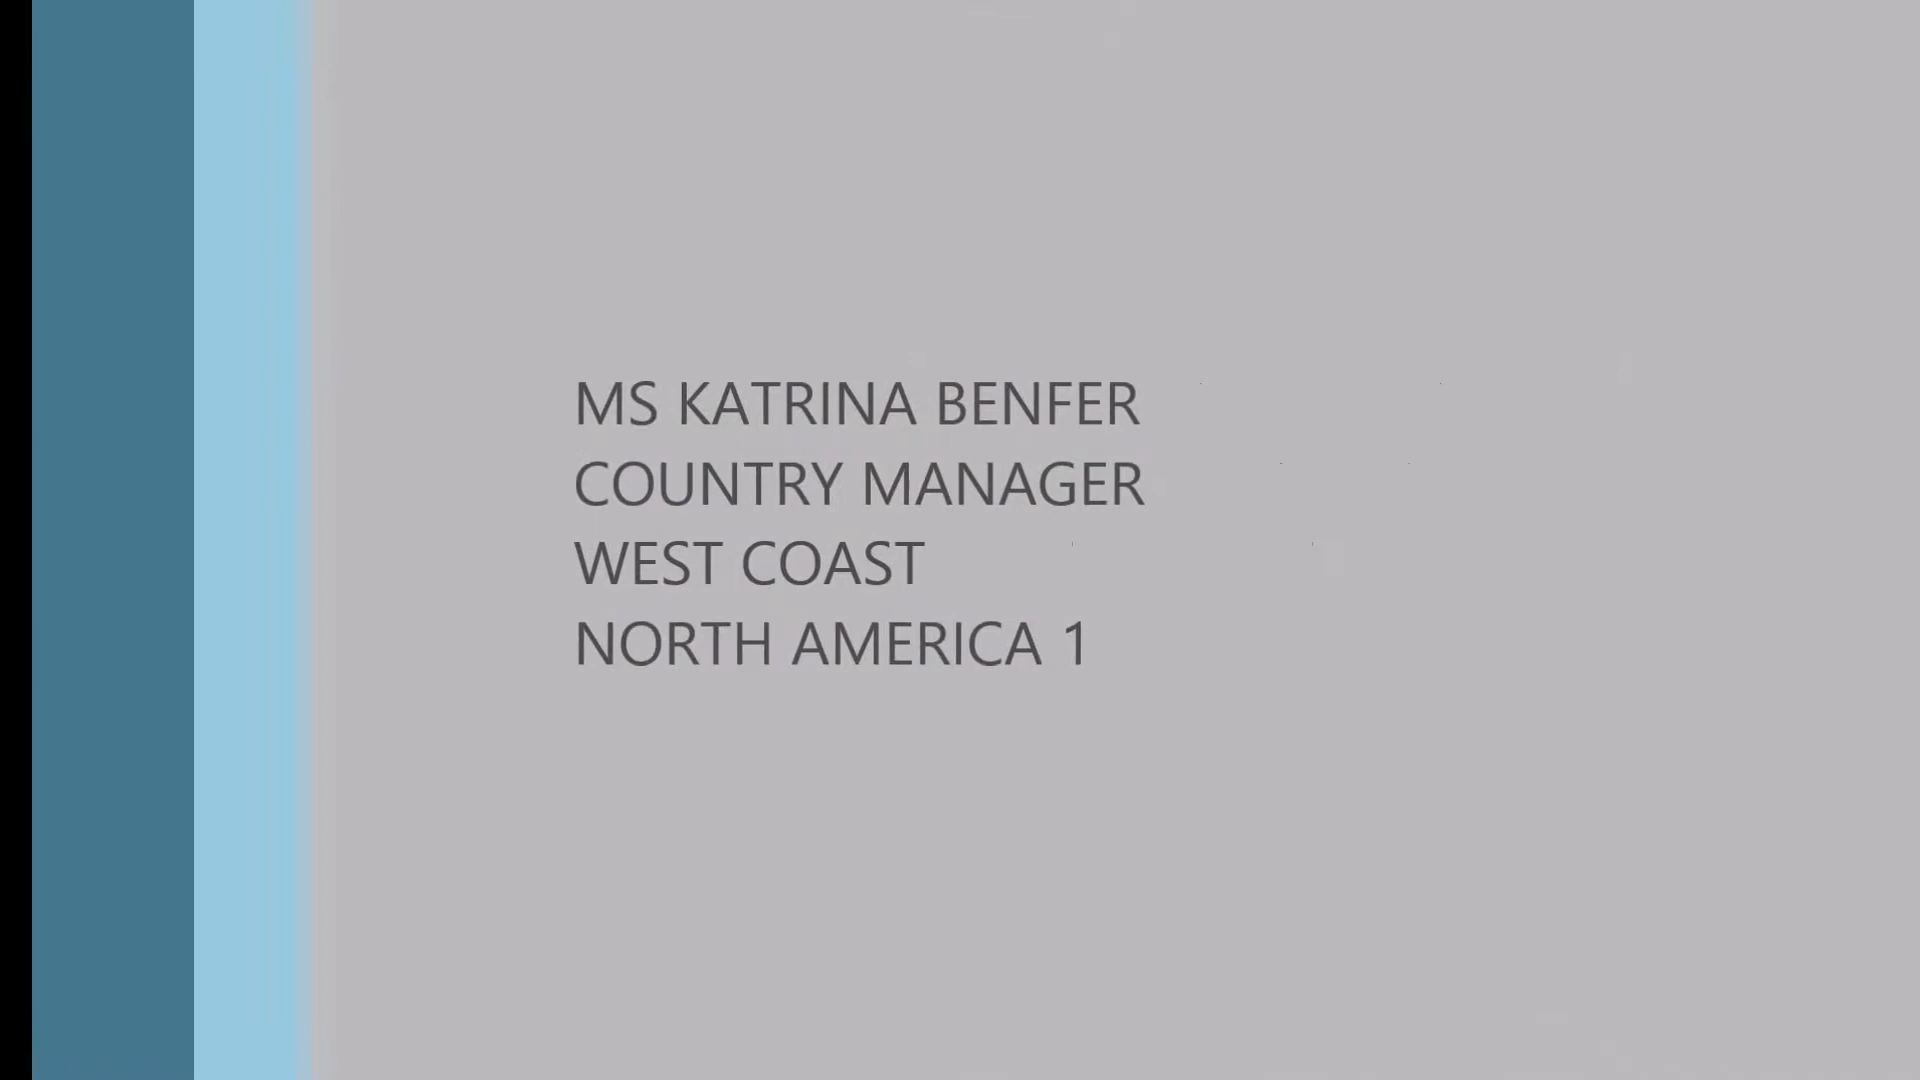 MS KATRINA BENFER
COUNTRY MANAGER
WEST COAST
NORTH AMERICA 1